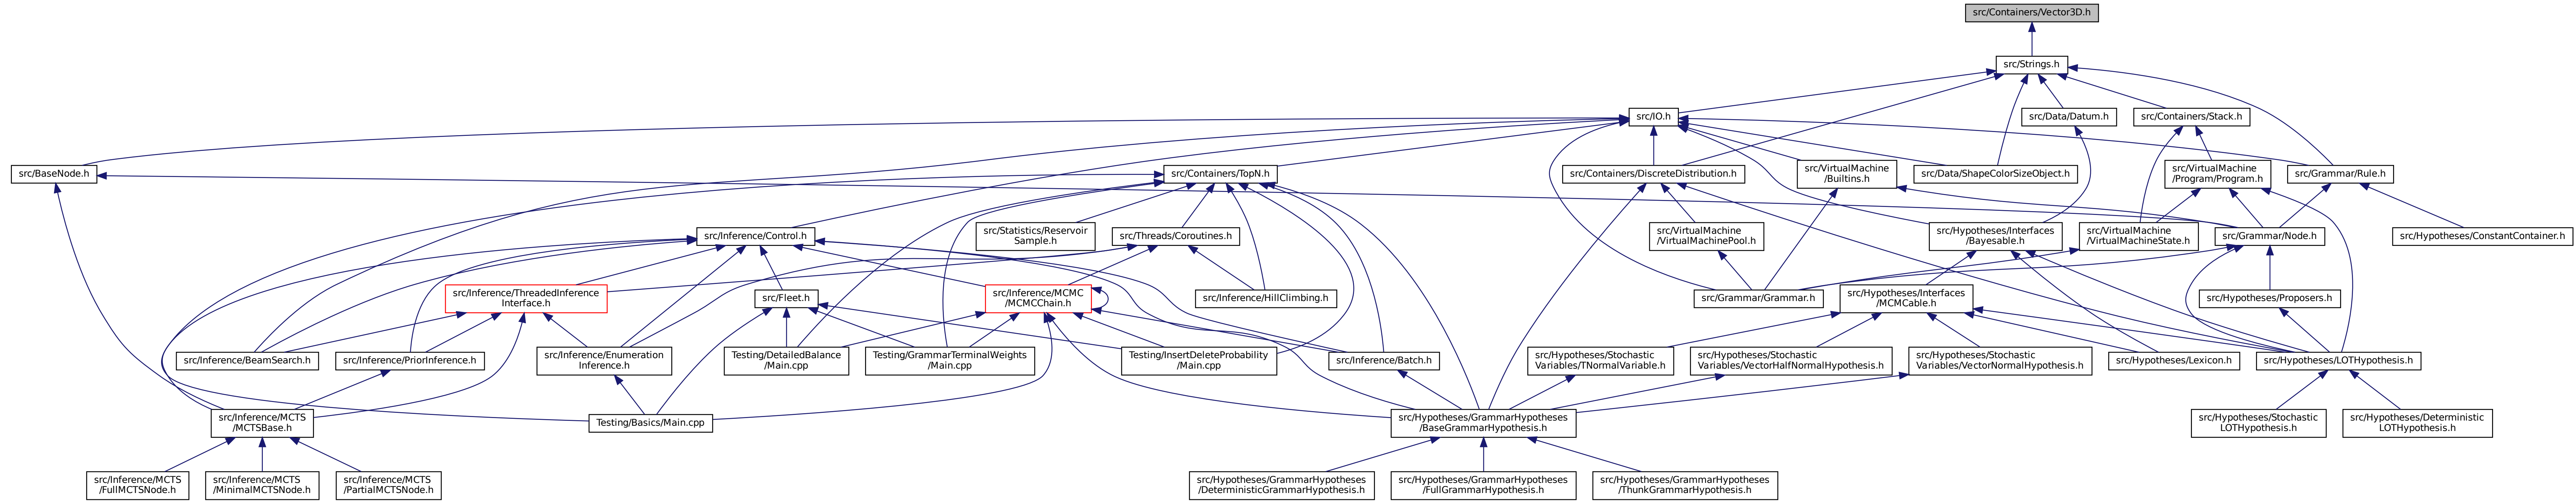 src/Containers/Vector3D.h
src/Strings.h
src/IO.h
src/Data/Datum.h
src/Containers/Stack.h
src/BaseNode.h
src/Containers/TopN.h
src/Containers/DiscreteDistribution.h
src/VirtualMachine
/Builtins.h
src/Data/ShapeColorSizeObject.h
src/VirtualMachine
/Program/Program.h
src/Grammar/Rule.h
src/Inference/Control.h
src/Statistics/Reservoir
Sample.h
src/Threads/Coroutines.h
src/VirtualMachine
/VirtualMachinePool.h
src/Hypotheses/Interfaces
/Bayesable.h
src/VirtualMachine
/VirtualMachineState.h
src/Grammar/Node.h
src/Hypotheses/ConstantContainer.h
src/Inference/ThreadedInference
Interface.h
src/Fleet.h
src/Inference/MCMC
/MCMCChain.h
src/Inference/HillClimbing.h
src/Grammar/Grammar.h
src/Hypotheses/Interfaces
/MCMCable.h
src/Hypotheses/Proposers.h
src/Inference/BeamSearch.h
src/Inference/PriorInference.h
src/Inference/Enumeration
Inference.h
Testing/DetailedBalance
/Main.cpp
Testing/GrammarTerminalWeights
/Main.cpp
Testing/InsertDeleteProbability
/Main.cpp
src/Inference/Batch.h
src/Hypotheses/Stochastic
Variables/TNormalVariable.h
src/Hypotheses/Stochastic
Variables/VectorHalfNormalHypothesis.h
src/Hypotheses/Stochastic
Variables/VectorNormalHypothesis.h
src/Hypotheses/Lexicon.h
src/Hypotheses/LOTHypothesis.h
src/Inference/MCTS
/MCTSBase.h
Testing/Basics/Main.cpp
src/Hypotheses/GrammarHypotheses
/BaseGrammarHypothesis.h
src/Hypotheses/Stochastic
LOTHypothesis.h
src/Hypotheses/Deterministic
LOTHypothesis.h
src/Inference/MCTS
/FullMCTSNode.h
src/Inference/MCTS
/MinimalMCTSNode.h
src/Inference/MCTS
/PartialMCTSNode.h
src/Hypotheses/GrammarHypotheses
/DeterministicGrammarHypothesis.h
src/Hypotheses/GrammarHypotheses
/FullGrammarHypothesis.h
src/Hypotheses/GrammarHypotheses
/ThunkGrammarHypothesis.h